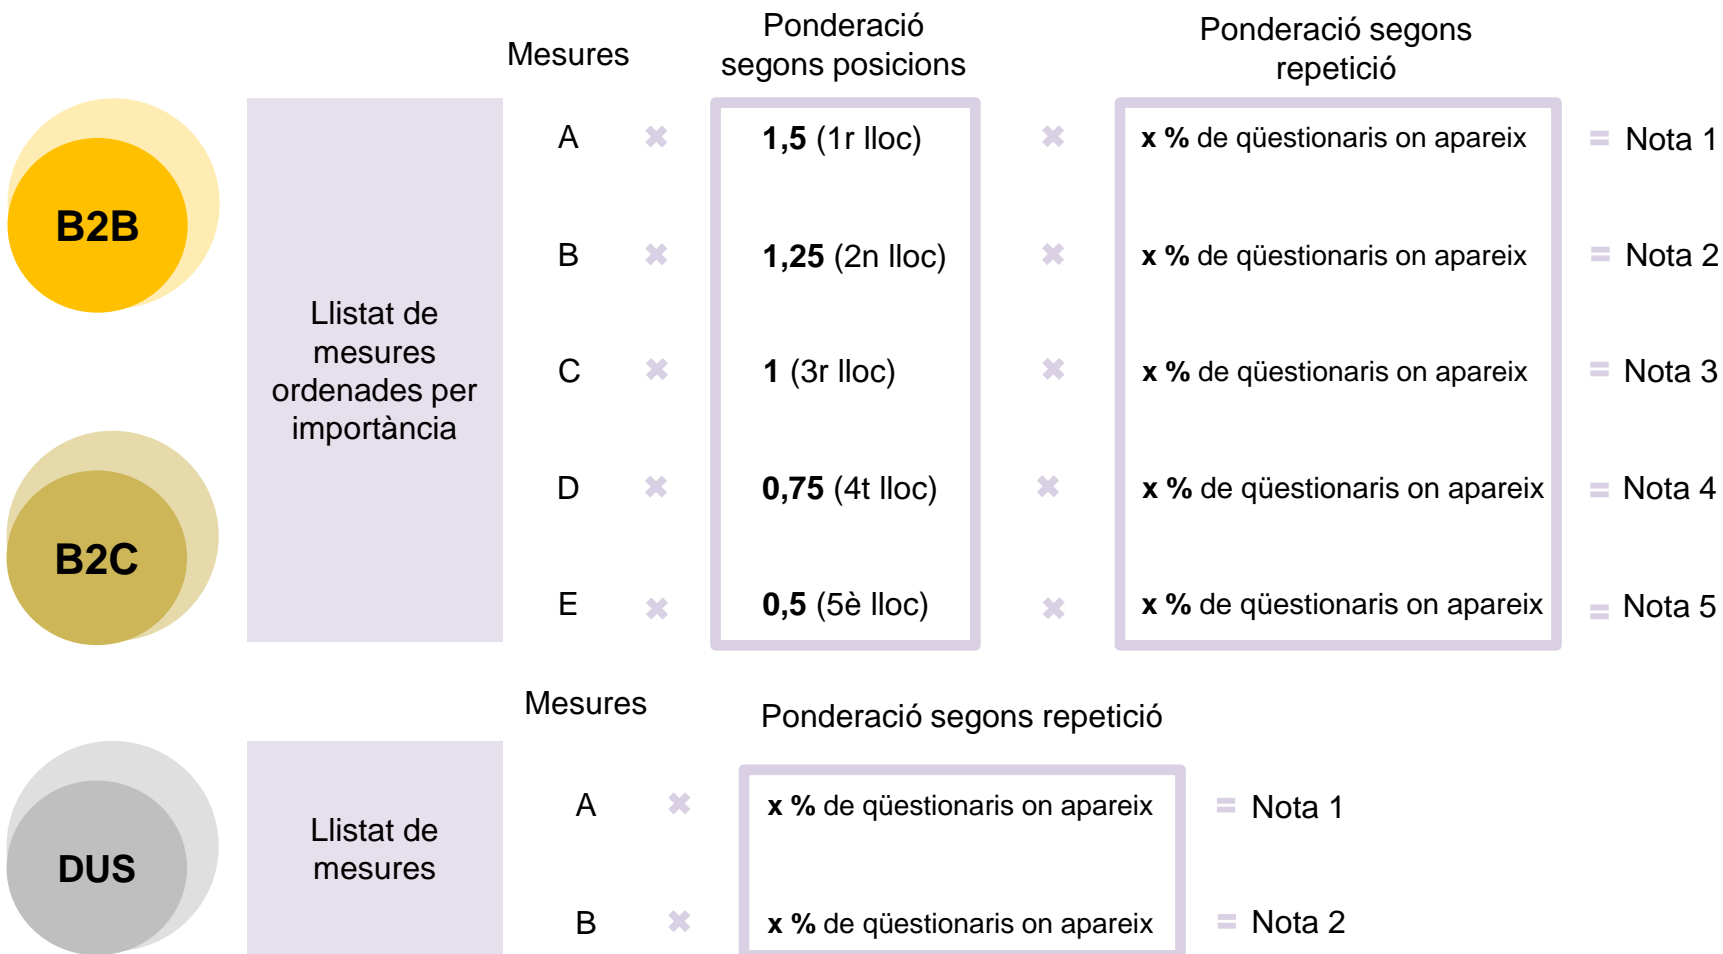 Mesures
Ponderació
segons posicions
Ponderació segons
repetició
B2B
B2C
Llistat de
mesures
ordenades per
importància
A ✖ 1,5 (1r lloc) ✖ x % de qüestionaris on apareix = Nota 1
B ✖ 1,25 (2n lloc) ✖ x % de qüestionaris on apareix = Nota 2
C ✖ 1 (3r lloc) ✖ x % de qüestionaris on apareix = Nota 3
D ✖ 0,75 (4t lloc) ✖ x % de qüestionaris on apareix = Nota 4
E ✖ 0,5 (5è lloc) ✖ x % de qüestionaris on apareix = Nota 5
Mesures
Ponderació segons repetició
DUS
Llistat de
mesures
A ✖ x % de qüestionaris on apareix = Nota 1
B ✖ x % de qüestionaris on apareix = Nota 2